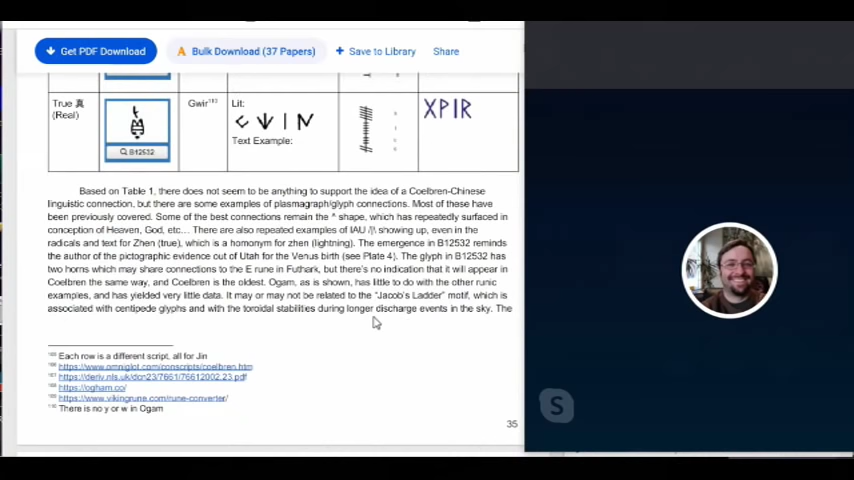 Get PDF Download
Bulk Download (37 Papers)
Save to Library
Share
True 真
(Real)
B12532
Gwir
Lit:
Text Example:
ᚷᚹᛁᚱ
Based on Table 1, there does not seem to be anything to support the idea of a Coelbren-Chinese
linguistic connection, but there are some examples of plasmagraph/glyph connections. Most of these have
been previously covered. Some of the best connections remain the ^ shape, which has repeatedly surfaced in
conception of Heaven, God, etc... There are also repeated examples of IAU /|\ showing up, even in the
radicals and text for Zhen (true), which is a homonym for zhen (lightning). The emergence in B12532 reminds
the author of the pictographic evidence out of Utah for the Venus birth (see Plate 4). The glyph in B12532 has
two horns which may share connections to the E rune in Futhark, but there's no indication that it will appear in
Coelbren the same way, and Coelbren is the oldest. Ogam, as is shown, has little to do with the other runic
examples, and has yielded very little data. It may or may not be related to the "Jacob's Ladder" motif, which is
associated with centipede glyphs and with the toroidal stabilities during longer discharge events in the sky. The
Each row is a different script, all for Jin
https://www.omniglot.com/conscripts/coelbren.htm
https://deriv.nls.uk/dcn23/7661/76612002.23.pdf
https://ogham.co/
https://www.vikingrune.com/rune-converter/
There is no y or w in Ogam
35
S